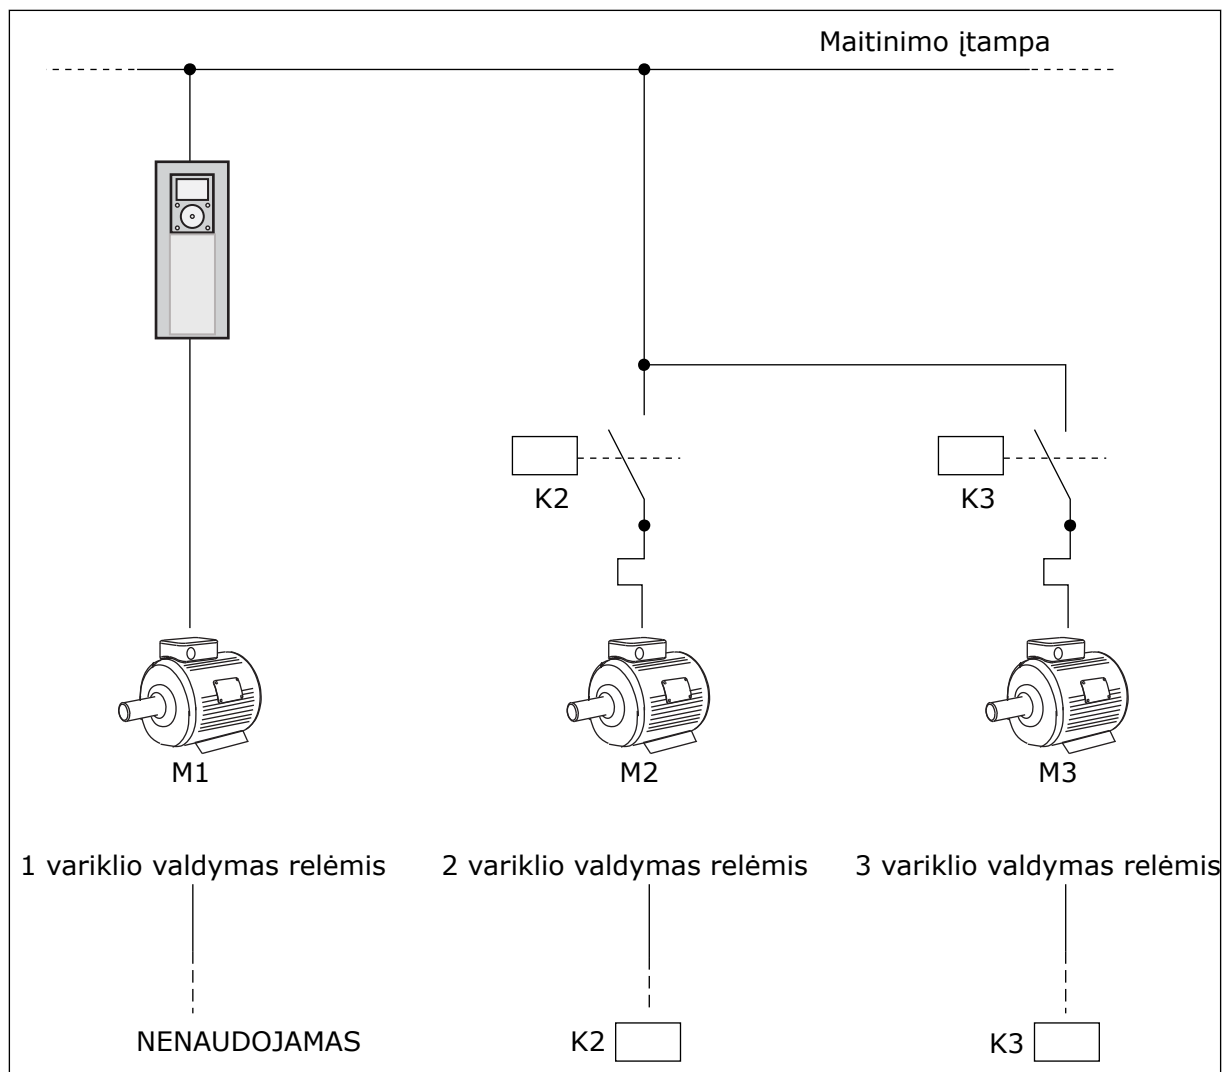 Maitinimo įtampa
K2
K3
M1
M2
M3
1 variklio valdymas relėmis
2 variklio valdymas relėmis
3 variklio valdymas relėmis
NENAUDOJAMAS
K2
K3